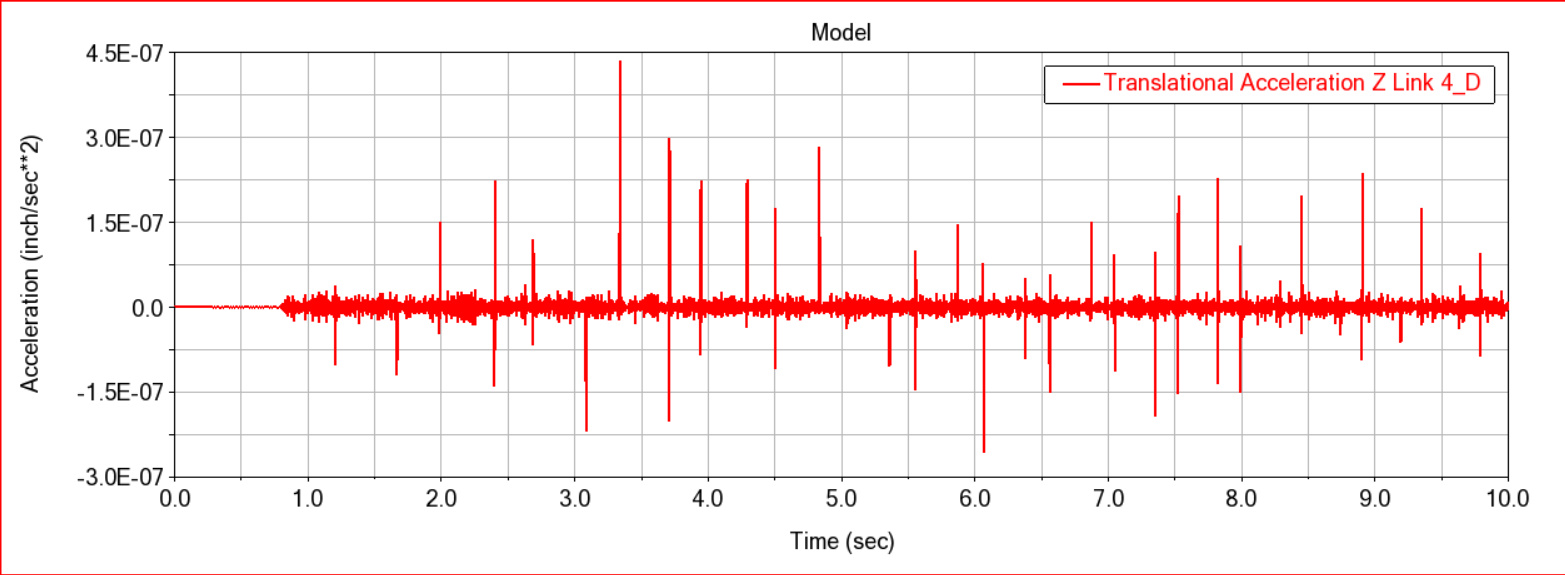 Model
4.5E-07
Translational Acceleration Z Link 4_D
3.0E-07
1.5E-07
0.0
-1.5E-07
-3.0E-07
Acceleration (inch/sec**2)
0.0 1.0 2.0 3.0 4.0 5.0 6.0 7.0 8.0 9.0 10.0
Time (sec)